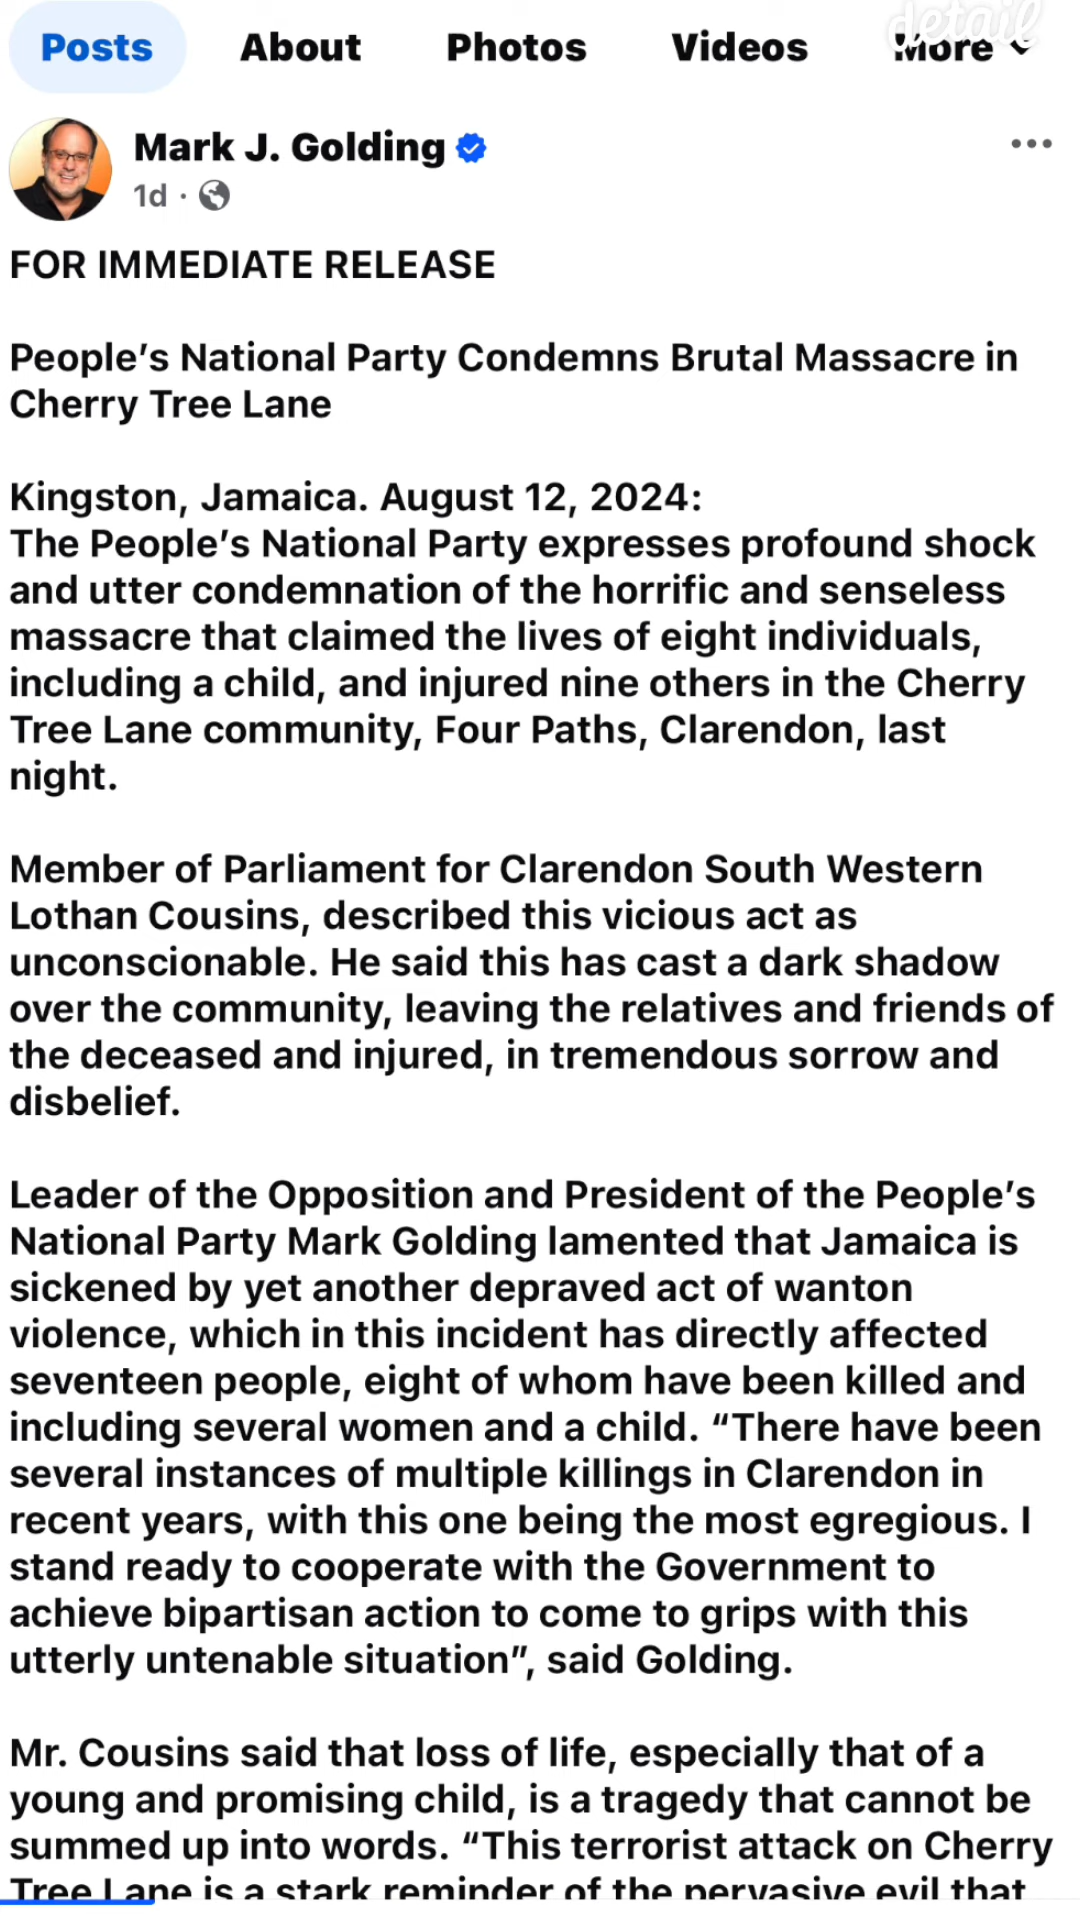 detail
Posts About Photos Videos More
Mark J. Golding
1d ·
FOR IMMEDIATE RELEASE
People’s National Party Condemns Brutal Massacre in
Cherry Tree Lane
Kingston, Jamaica. August 12, 2024:
The People’s National Party expresses profound shock
and utter condemnation of the horrific and senseless
massacre that claimed the lives of eight individuals,
including a child, and injured nine others in the Cherry
Tree Lane community, Four Paths, Clarendon, last
night.
Member of Parliament for Clarendon South Western
Lothan Cousins, described this vicious act as
unconscionable. He said this has cast a dark shadow
over the community, leaving the relatives and friends of
the deceased and injured, in tremendous sorrow and
disbelief.
Leader of the Opposition and President of the People’s
National Party Mark Golding lamented that Jamaica is
sickened by yet another depraved act of wanton
violence, which in this incident has directly affected
seventeen people, eight of whom have been killed and
including several women and a child. “There have been
several instances of multiple killings in Clarendon in
recent years, with this one being the most egregious. I
stand ready to cooperate with the Government to
achieve bipartisan action to come to grips with this
utterly untenable situation”, said Golding.
Mr. Cousins said that loss of life, especially that of a
young and promising child, is a tragedy that cannot be
summed up into words. “This terrorist attack on Cherry
Tree Lane is a stark reminder of the pervasive evil that